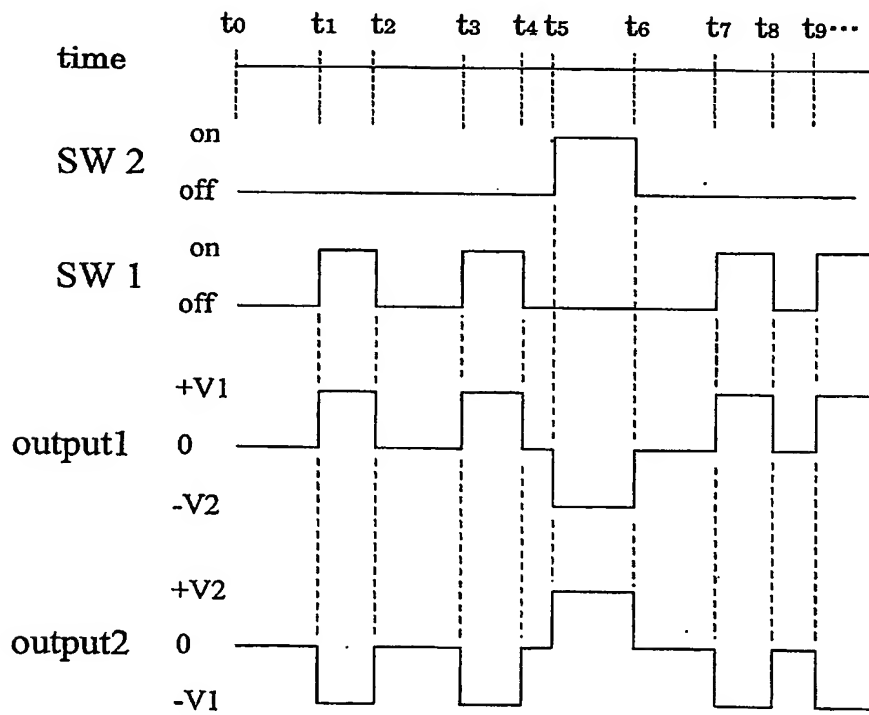 t0 t1 t2 t3 t4 t5 t6 t7 t8 t9...
time
on
SW 2
off
on
SW 1
off
+V1
output1 0
-V2
+V2
output2 0
-V1